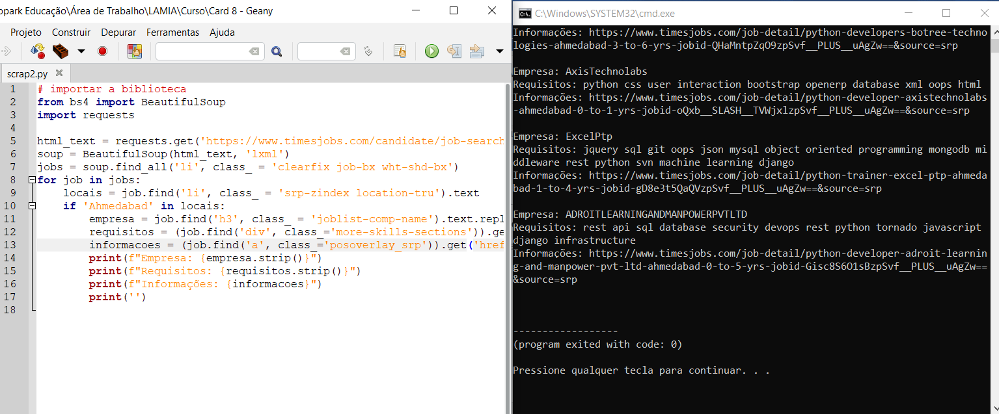 opark Educação\Área de Trabalho\LAMIA\Curso\Card 8 - Geany
Projeto Construir Depurar Ferramentas Ajuda
scrap2.py
1 # importar a biblioteca
2 from bs4 import BeautifulSoup
3 import requests
4
5 html_text = requests.get('https://www.timesjobs.com/candidate/job-search
6 soup = BeautifulSoup(html_text, 'lxml')
7 jobs = soup.find_all('li', class_ = 'clearfix job-bx wht-shd-bx')
8 for job in jobs:
9 locais = job.find('li', class_ = 'srp-zindex location-tru').text
10 if 'Ahmedabad' in locais:
11 empresa = job.find('h3', class_ = 'joblist-comp-name').text.repl
12 requisitos = (job.find('div', class_='more-skills-sections')).ge
13 informacoes = (job.find('a', class_='posoverlay_srp')).get('href
14 print(f"Empresa: {empresa.strip()}")
15 print(f"Requisitos: {requisitos.strip()}")
16 print(f"Informações: {informacoes}")
17 print('')
18
C:\Windows\SYSTEM32\cmd.exe
Informações: https://www.timesjobs.com/job-detail/python-developers-botree-techno
logies-ahmedabad-3-to-6-yrs-jobid-QHaMntpZqO9zpSvf__PLUS__uAgZw==&source=srp
Empresa: AxisTechnolabs
Requisitos: python css user interaction bootstrap openerp database xml oops html
Informações: https://www.timesjobs.com/job-detail/python-developer-axistechnolabs
-ahmedabad-0-to-1-yrs-jobid-oQxb__SLASH__TVWjxlzpSvf__PLUS__uAgZw==&source=srp
Empresa: ExcelPtp
Requisitos: jquery sql git oops json mysql object oriented programming mongodb mi
ddleware rest python svn machine learning django
Informações: https://www.timesjobs.com/job-detail/python-trainer-excel-ptp-ahmeda
bad-1-to-4-yrs-jobid-gD8e3t5QaQVzpSvf__PLUS__uAgZw==&source=srp
Empresa: ADROITLEARNINGANDMANPOWERPVTLTD
Requisitos: rest api sql database security devops rest python tornado javascript
django infrastructure
Informações: https://www.timesjobs.com/job-detail/python-developer-adroit-learnin
g-and-manpower-pvt-ltd-ahmedabad-0-to-5-yrs-jobid-Gisc8S6O1sBzpSvf__PLUS__uAgZw==
&source=srp
------------------
(program exited with code: 0)
Pressione qualquer tecla para continuar. . .